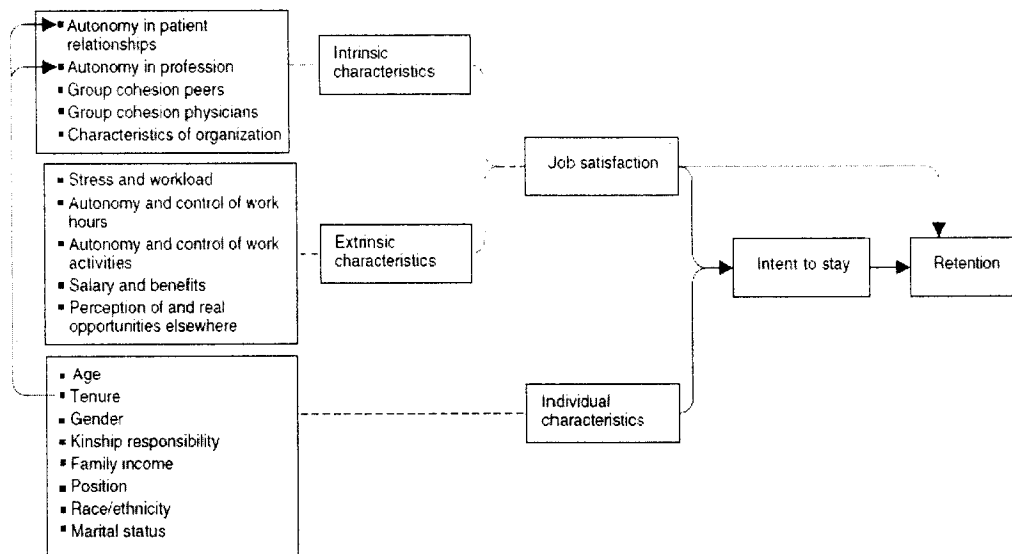 Autonomy in patient
relationships
Autonomy in profession
Group cohesion peers
Group cohesion physicians
Characteristics of organization
Intrinsic
characteristics
Stress and workload
Autonomy and control of work
hours
Autonomy and control of work
activities
Salary and benefits
Perception of and real
opportunities elsewhere
Extrinsic
characteristics
Job satisfaction
Intent to stay
Retention
Age
Tenure
Gender
Kinship responsibility
Family income
Position
Race/ethnicity
Marital status
Individual
characteristics